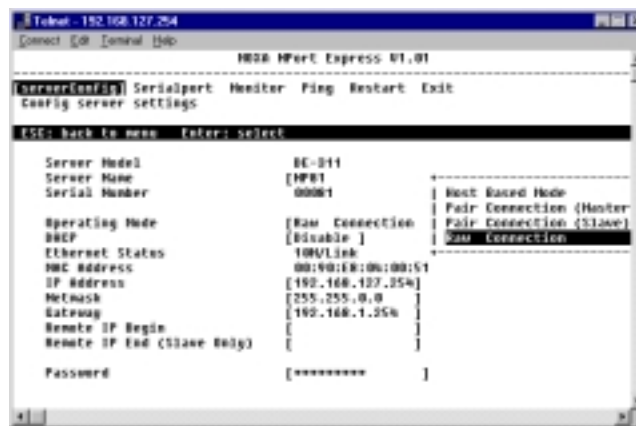 Telnet - 192.168.127.254
Connect Edit Terminal Help
MOXA NPort Express V1.01
[serverConfig] Serialport Monitor Ping Restart Exit
Config server settings
ESC: back to menu Enter: select
Server Model DE-311
Server Name [NP01
Serial Number 00001
Operating Mode [Raw Connection
DHCP [Disable ]
Ethernet Status 10M/Link
MAC Address 00:90:E8:04:00:51
IP Address [192.168.127.254]
Netmask [255.255.0.0 ]
Gateway [192.168.1.254 ]
Remote IP Begin [ ]
Remote IP End (Slave Only) [ ]
Password [********* ]
Host Based Mode
Pair Connection (Master
Pair Connection (Slave)
Raw Connection